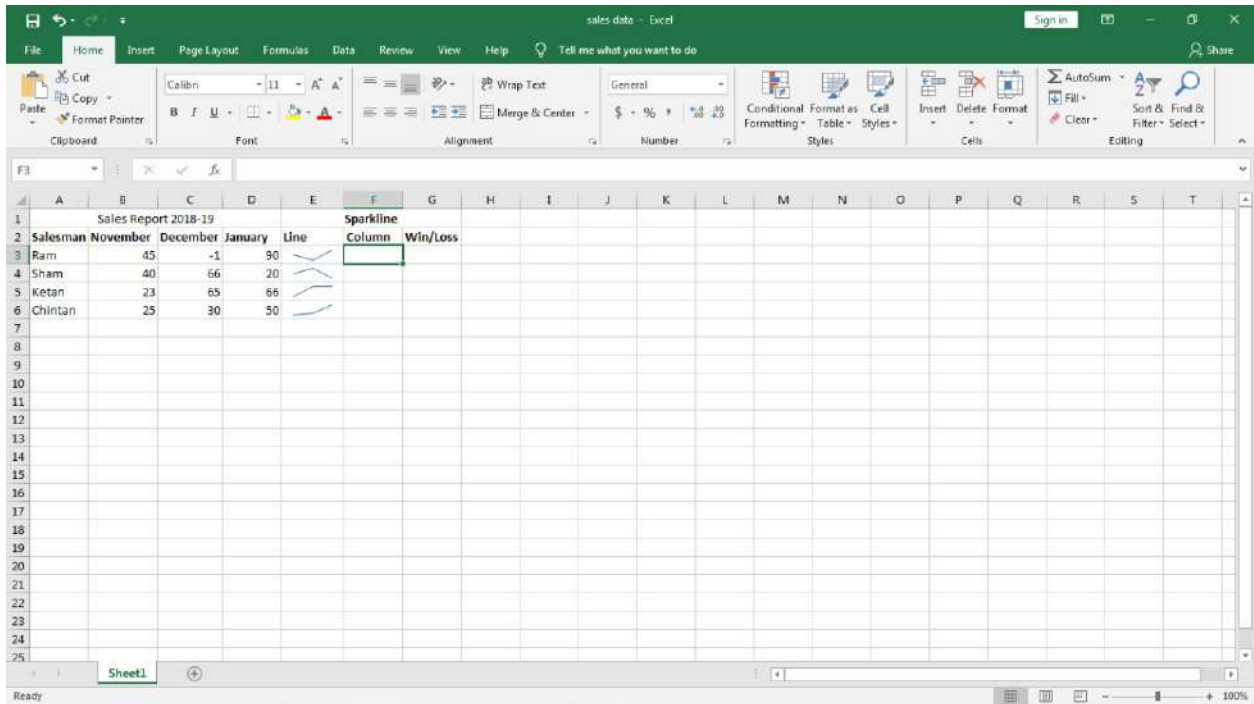 sales data - Excel
Sign in
File Home Insert Page Layout Formulas Data Review View Help Tell me what you want to do Share
Paste
Cut
Copy
Format Painter
Clipboard
Calibri 11 A A
B I U A
Font
Wrap Text
Merge & Center
Alignment
General
$ % ,
Number
Conditional Formatting
Format as Table
Cell Styles
Styles
Insert Delete Format
Cells
AutoSum
Fill
Clear
Sort & Filter
Find & Select
Editing
F3 fx
A B C D E F G H I J K L M N O P Q R S T
1 Sales Report 2018-19 Sparkline
2 Salesman November December January Line Column Win/Loss
3 Ram 45 -1 90
4 Sham 40 66 20
5 Ketan 23 65 66
6 Chintan 25 30 50
7
8
9
10
11
12
13
14
15
16
17
18
19
20
21
22
23
24
25
Sheet1
Ready 100%